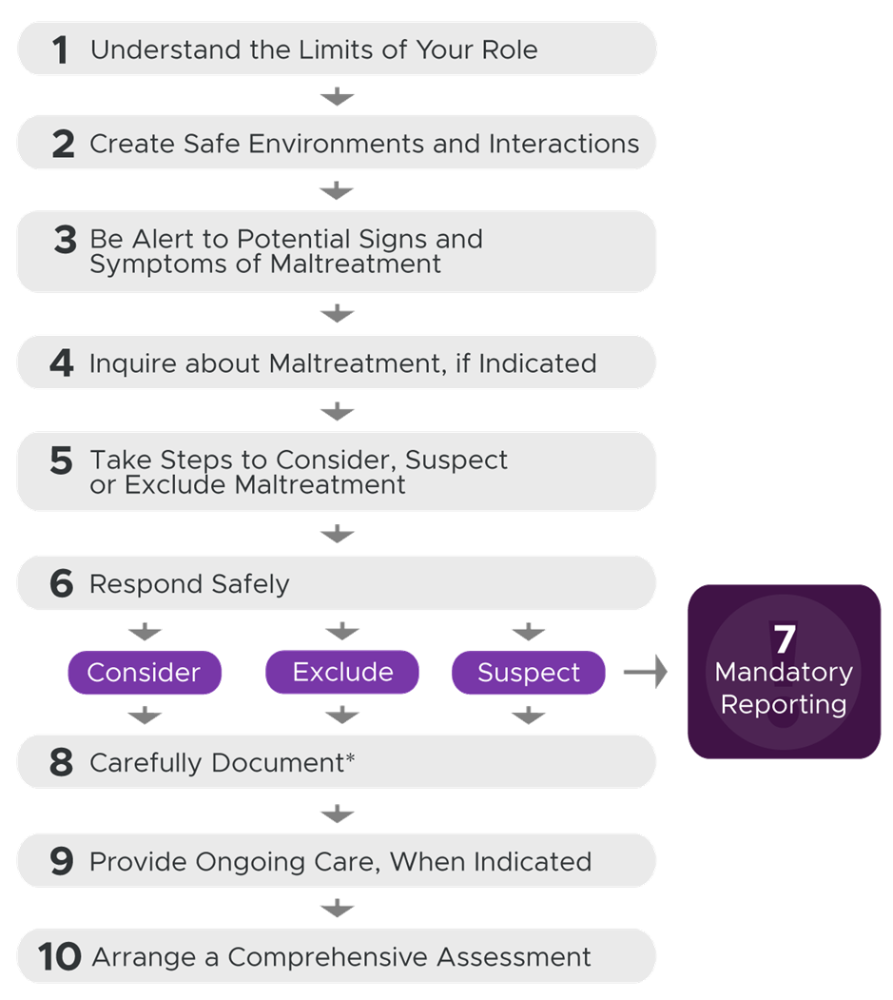 1 Understand the Limits of Your Role
2 Create Safe Environments and Interactions
3 Be Alert to Potential Signs and
Symptoms of Maltreatment
4 Inquire about Maltreatment, if Indicated
5 Take Steps to Consider, Suspect
or Exclude Maltreatment
6 Respond Safely
Consider
Exclude
Suspect
7
Mandatory
Reporting
8 Carefully Document*
9 Provide Ongoing Care, When Indicated
10 Arrange a Comprehensive Assessment